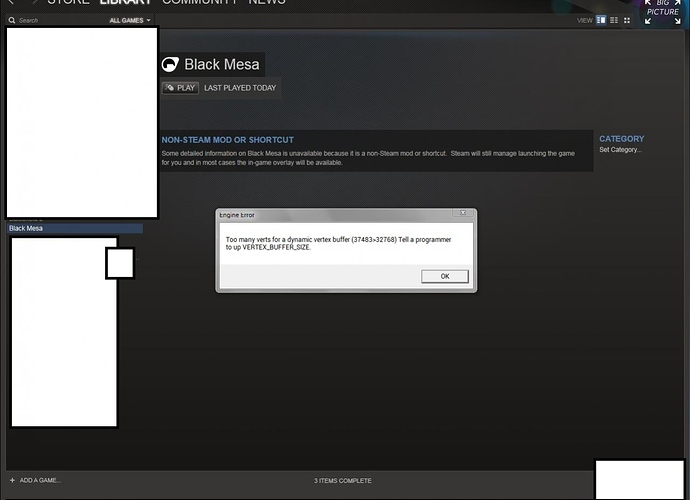 STORE LIBRARY COMMUNITY NEWS
BIG
PICTURE
Search ALL GAMES VIEW
Black Mesa
PLAY LAST PLAYED TODAY
NON-STEAM MOD OR SHORTCUT CATEGORY
Some detailed information on Black Mesa is unavailable because it is a non-Steam mod or shortcut. Steam will still manage launching the game Set Category...
for you and in most cases the in-game overlay will be available.
Engine Error
Black Mesa
Too many verts for a dynamic vertex buffer (37483>32768) Tell a programmer
to up VERTEX_BUFFER_SIZE.
OK
+ ADD A GAME... 3 ITEMS COMPLETE